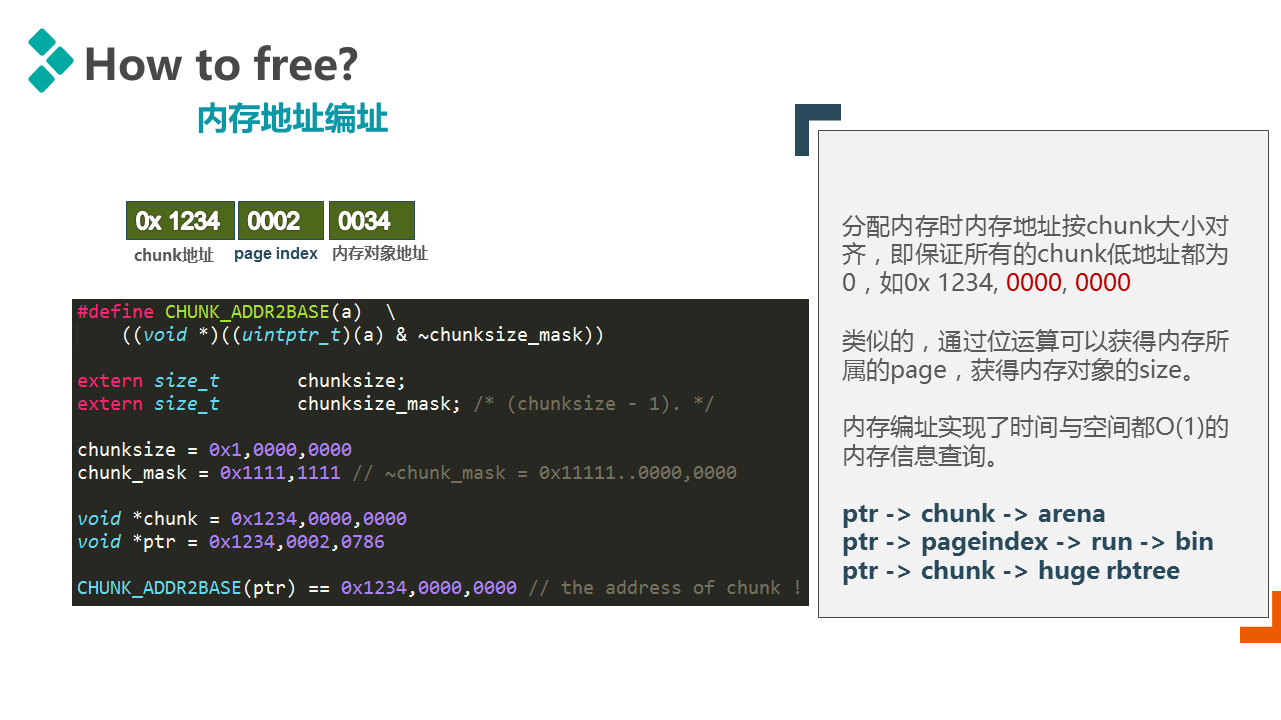 How to free?
内存地址编址
0x 1234 0002 0034
chunk地址 page index 内存对象地址
#define CHUNK_ADDR2BASE(a)  \
    ((void *)((uintptr_t)(a) & ~chunksize_mask))
extern size_t       chunksize;
extern size_t       chunksize_mask; /* (chunksize - 1). */
chunksize = 0x1,0000,0000
chunk_mask = 0x1111,1111 // ~chunk_mask = 0x11111..0000,0000
void *chunk = 0x1234,0000,0000
void *ptr = 0x1234,0002,0786
CHUNK_ADDR2BASE(ptr) == 0x1234,0000,0000 // the address of chunk !
分配内存时内存地址按chunk大小对
齐，即保证所有的chunk低地址都为
0，如0x 1234, 0000, 0000
类似的，通过位运算可以获得内存所
属的page，获得内存对象的size。
内存编址实现了时间与空间都O(1)的
内存信息查询。
ptr -> chunk -> arena
ptr -> pageindex -> run -> bin
ptr -> chunk -> huge rbtree